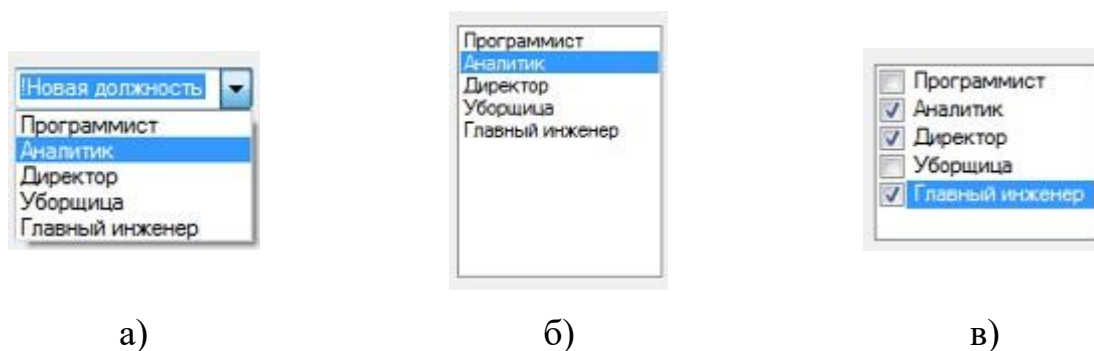 !Новая должность
Программист
Аналитик
Директор
Уборщица
Главный инженер
Программист
Аналитик
Директор
Уборщица
Главный инженер
Программист
Аналитик
Директор
Уборщица
Главный инженер
а) б) в)